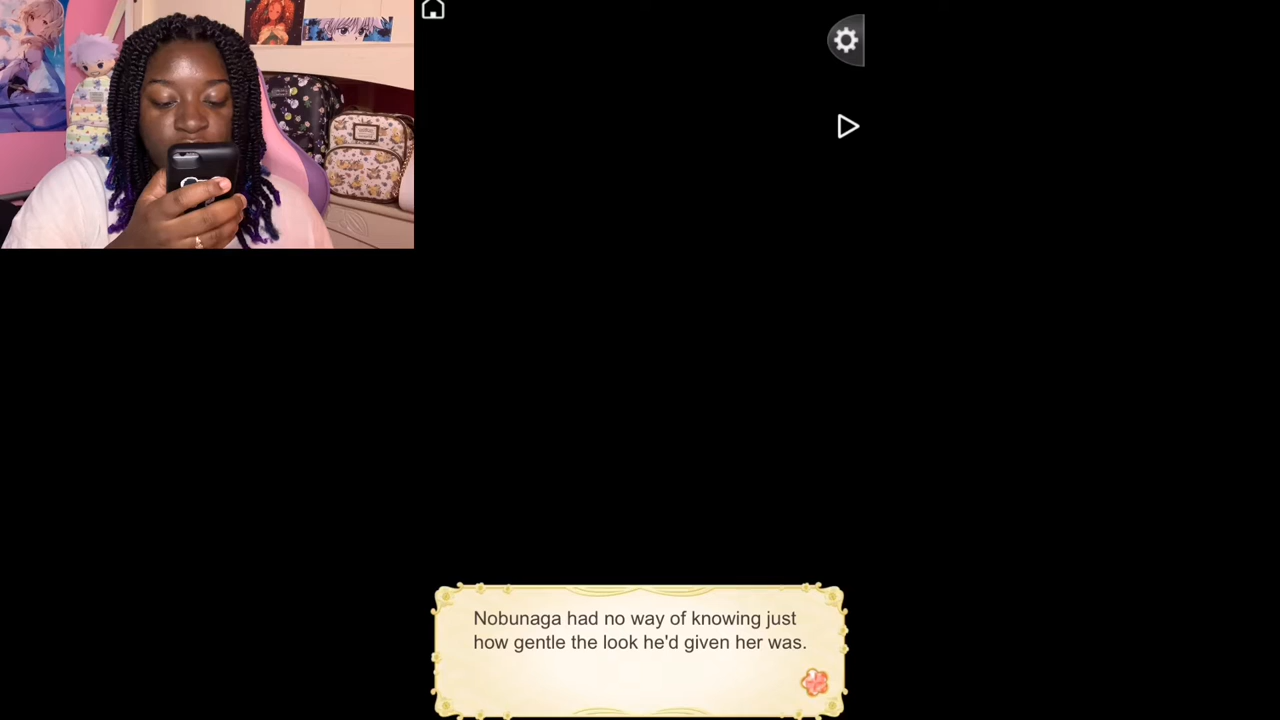 Nobunaga had no way of knowing just
how gentle the look he'd given her was.